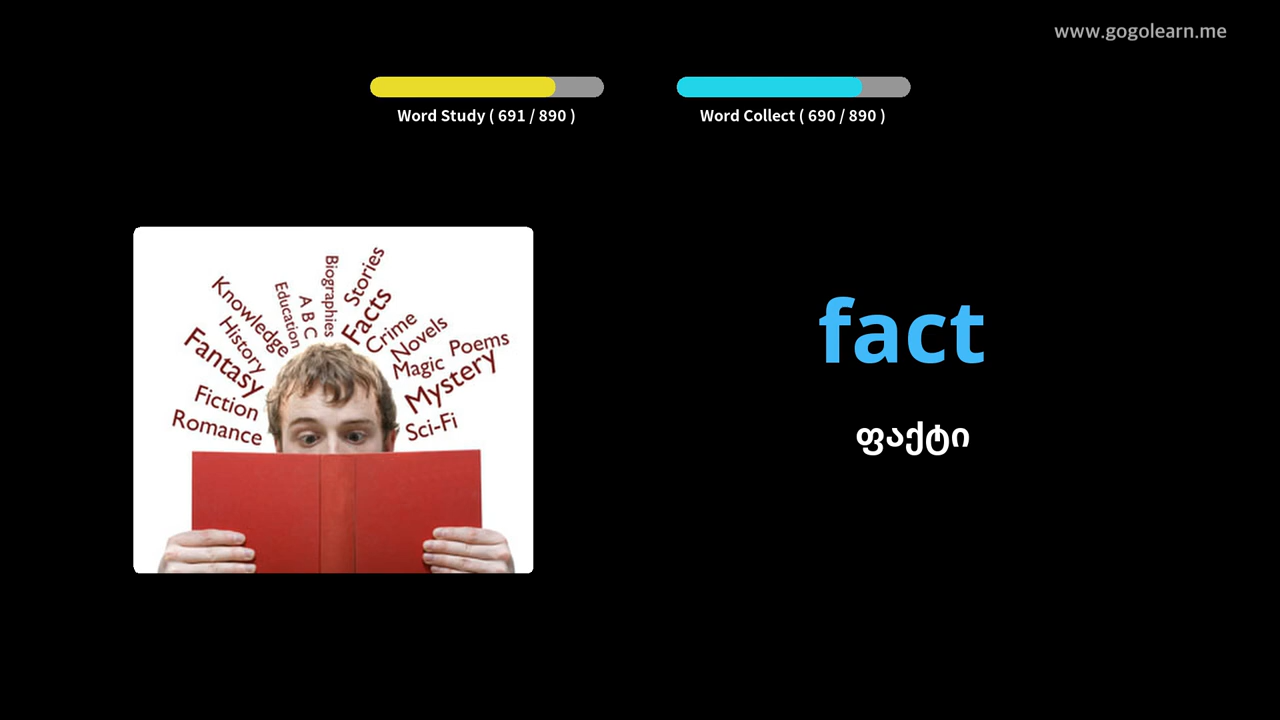 www.gogolearn.me
Word Study ( 691 / 890 )
Word Collect ( 690 / 890 )
Knowledge
Education
A B C
Biographies
Stories
Facts
Crime
Novels
Poems
Magic
Mystery
Sci-Fi
History
Fantasy
Fiction
Romance
fact
ფაქტი